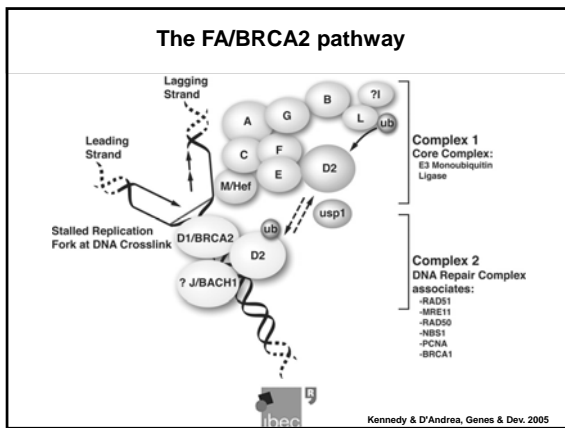 The FA/BRCA2 pathway
Lagging
Strand
Leading
Strand
Stalled Replication
Fork at DNA Crosslink
A
G
B
?I
L
ub
C
F
E
M/Hef
D2
usp1
D1/BRCA2
ub
D2
? J/BACH1
Complex 1
Core Complex:
E3 Monoubiquitin
Ligase
Complex 2
DNA Repair Complex
associates:
-RAD51
-MRE11
-RAD50
-NBS1
-PCNA
-BRCA1
ibec
R
Kennedy & D'Andrea, Genes & Dev. 2005